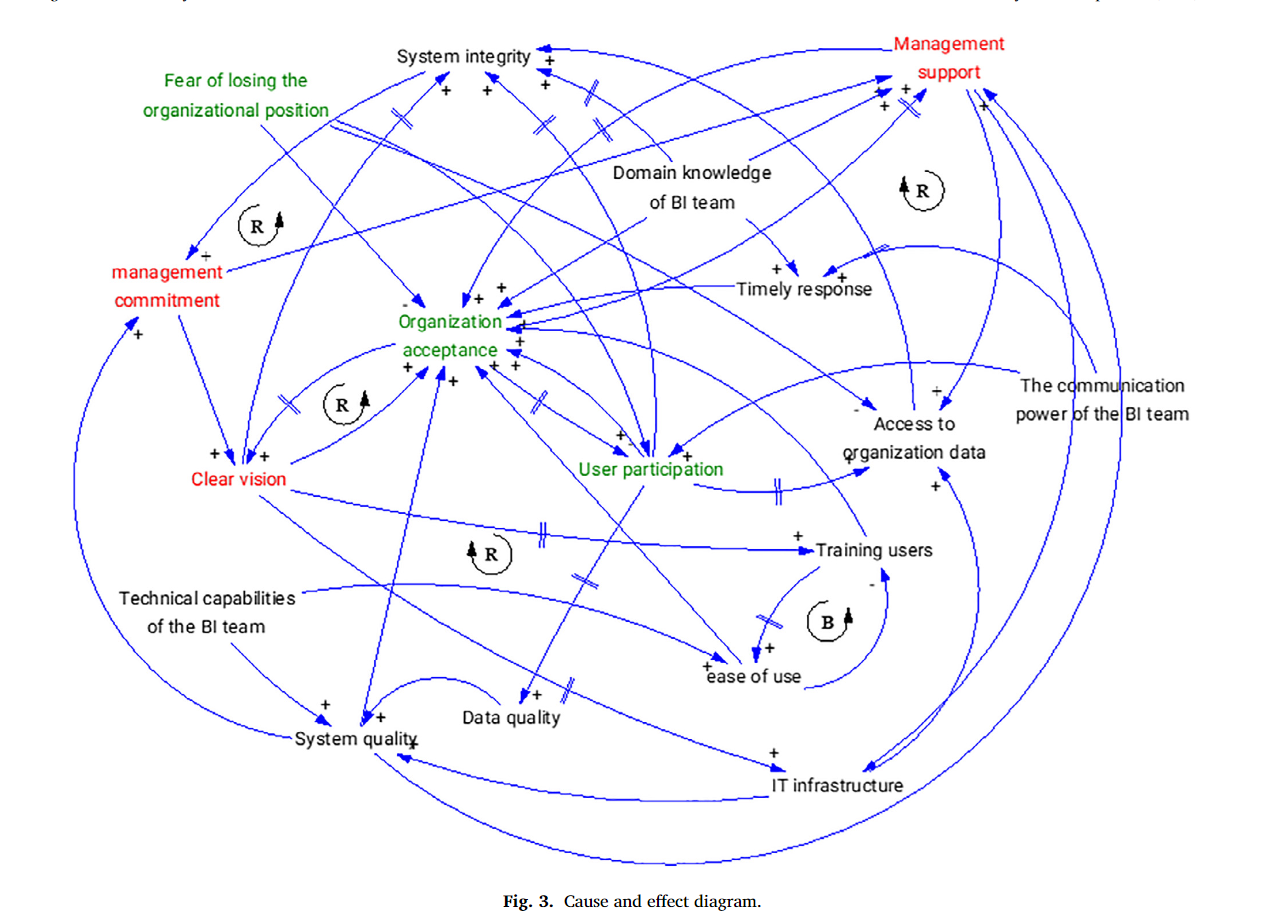 System integrity
Management
support
Fear of losing the
organizational position
Domain knowledge
of BI team
R
R
management
commitment
Timely response
Organization
acceptance
The communication
power of the BI team
R
Access to
organization data
Clear vision
User participation
R
Training users
Technical capabilities
of the BI team
B
ease of use
Data quality
System quality
IT infrastructure
Fig. 3. Cause and effect diagram.